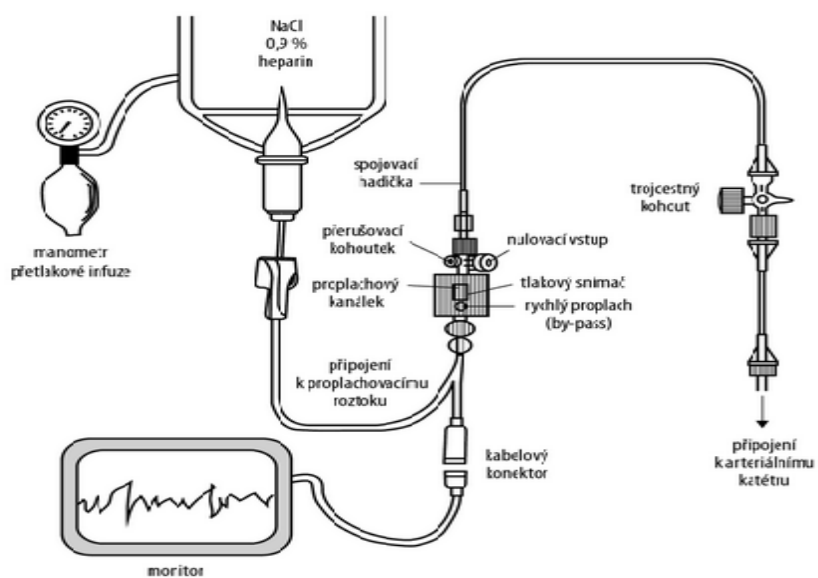 NaCl
0,9 %
heparin
spojovací
hadička
trojcestný
kohout
přerušovací
kohoutek
nulovací vstup
manometr
přetlakové infuze
proplachový
kanálek
tlakový snímač
rychlý proplach
(by-pass)
připojení
k proplachovacímu
roztoku
kabelový
konektor
připojení
k arteriálnímu
katétru
monitor